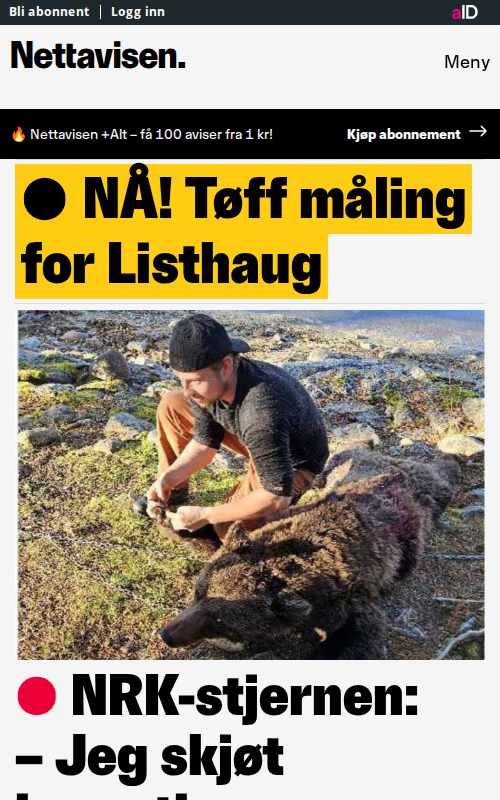 Bli abonnent | Logg inn
aID
Nettavisen.
Meny
🔥 Nettavisen +Alt – få 100 aviser fra 1 kr!
Kjøp abonnement →
● NÅ! Tøff måling
for Listhaug
NRK-stjernen:
– Jeg skjøt